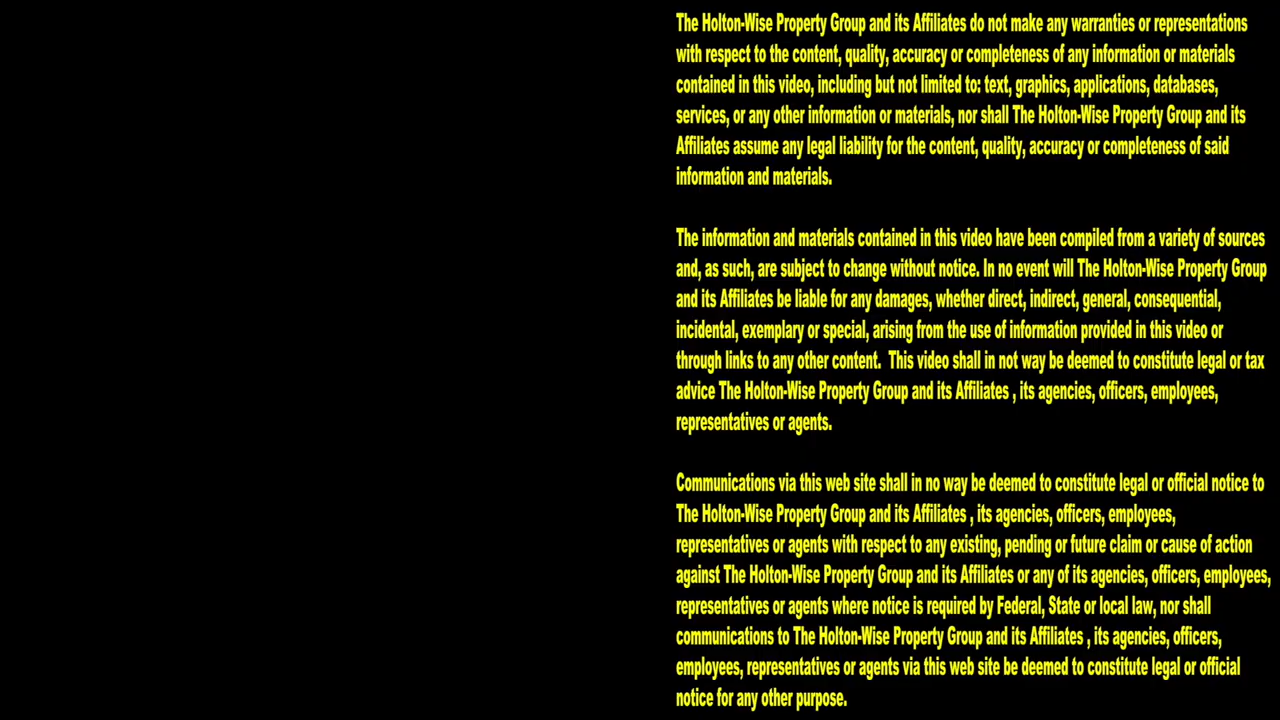 The Holton-Wise Property Group and its Affiliates do not make any warranties or representations
with respect to the content, quality, accuracy or completeness of any information or materials
contained in this video, including but not limited to: text, graphics, applications, databases,
services, or any other information or materials, nor shall The Holton-Wise Property Group and its
Affiliates assume any legal liability for the content, quality, accuracy or completeness of said
information and materials.
The information and materials contained in this video have been compiled from a variety of sources
and, as such, are subject to change without notice. In no event will The Holton-Wise Property Group
and its Affiliates be liable for any damages, whether direct, indirect, general, consequential,
incidental, exemplary or special, arising from the use of information provided in this video or
through links to any other content.  This video shall in not way be deemed to constitute legal or tax
advice The Holton-Wise Property Group and its Affiliates , its agencies, officers, employees,
representatives or agents.
Communications via this web site shall in no way be deemed to constitute legal or official notice to
The Holton-Wise Property Group and its Affiliates , its agencies, officers, employees,
representatives or agents with respect to any existing, pending or future claim or cause of action
against The Holton-Wise Property Group and its Affiliates or any of its agencies, officers, employees,
representatives or agents where notice is required by Federal, State or local law, nor shall
communications to The Holton-Wise Property Group and its Affiliates , its agencies, officers,
employees, representatives or agents via this web site be deemed to constitute legal or official
notice for any other purpose.